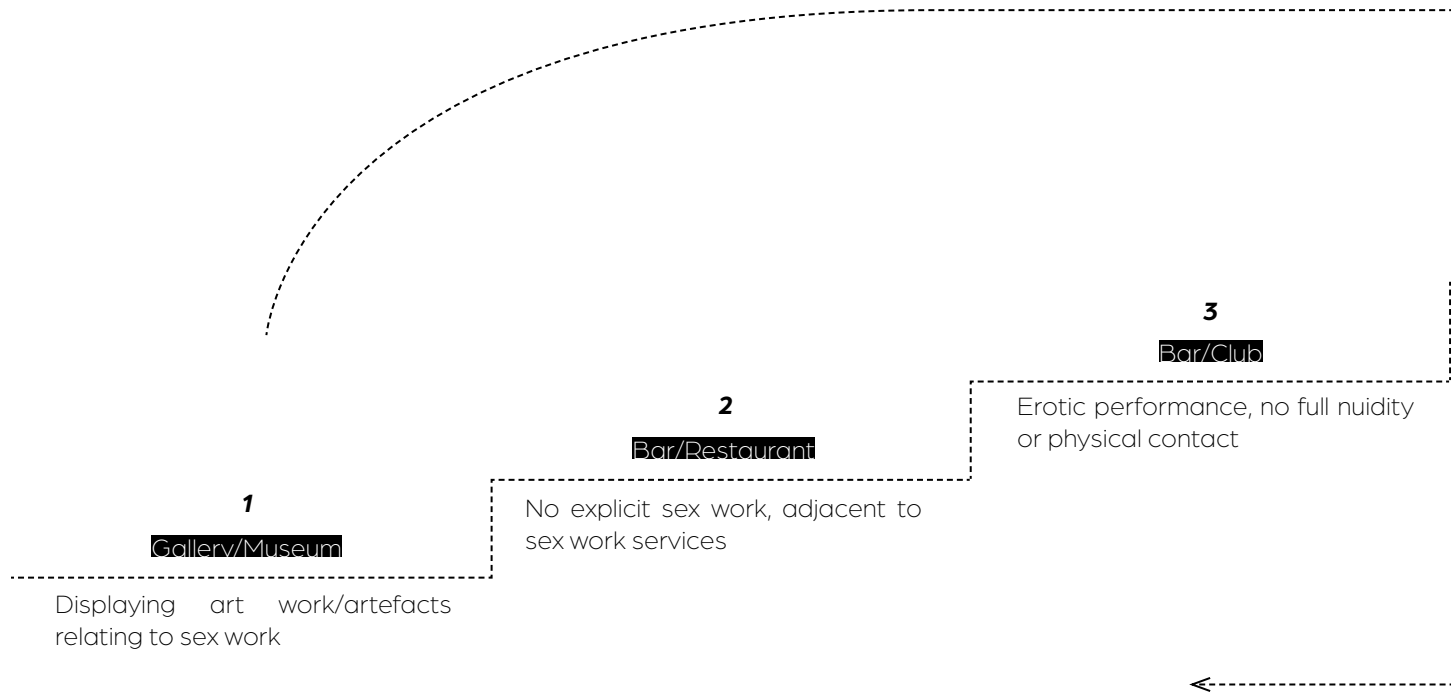 3
Bar/Club
Erotic performance, no full nuidity
or physical contact
2
Bar/Restaurant
No explicit sex work, adjacent to
sex work services
1
Gallery/Museum
Displaying art work/artefacts
relating to sex work